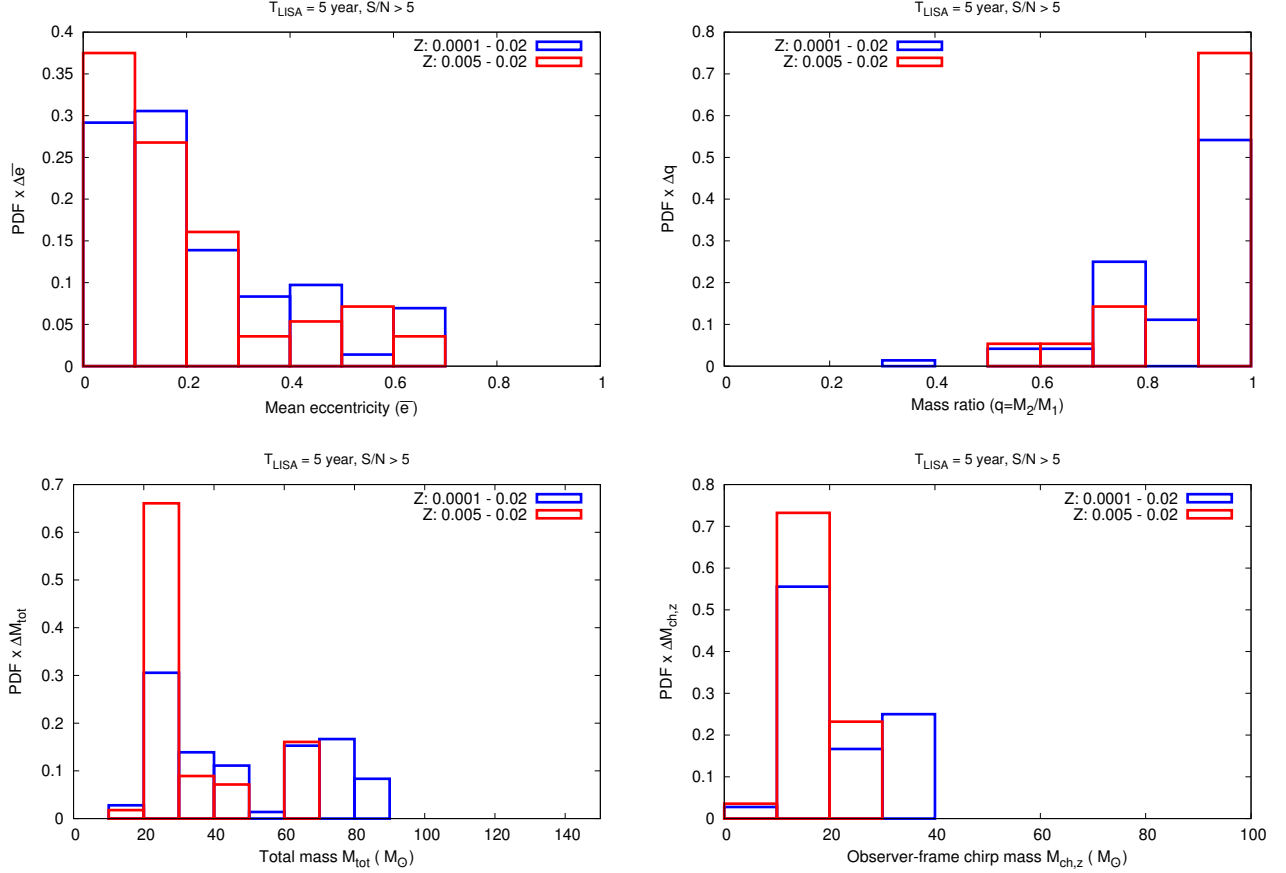 T_LISA = 5 year, S/N > 5
Z: 0.0001 - 0.02
Z: 0.005 - 0.02
0.4
0.35
0.3
0.25
0.2
0.15
0.1
0.05
0
PDF x Δe̅
0 0.2 0.4 0.6 0.8 1
Mean eccentricity (e̅)
T_LISA = 5 year, S/N > 5
Z: 0.0001 - 0.02
Z: 0.005 - 0.02
0.8
0.7
0.6
0.5
0.4
0.3
0.2
0.1
0
PDF x Δq
0 0.2 0.4 0.6 0.8 1
Mass ratio (q=M_2/M_1)
T_LISA = 5 year, S/N > 5
Z: 0.0001 - 0.02
Z: 0.005 - 0.02
0.7
0.6
0.5
0.4
0.3
0.2
0.1
0
PDF x ΔM_tot
0 20 40 60 80 100 120 140
Total mass M_tot ( M_⊙)
T_LISA = 5 year, S/N > 5
Z: 0.0001 - 0.02
Z: 0.005 - 0.02
0.8
0.7
0.6
0.5
0.4
0.3
0.2
0.1
0
PDF x ΔM_ch,z
0 20 40 60 80 100
Observer-frame chirp mass M_ch,z ( M_⊙)